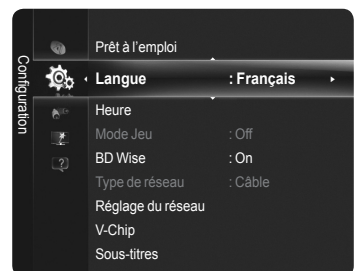 Configuration
Prêt à l’emploi
Langue : Français
Heure
Mode Jeu : Off
BD Wise : On
Type de réseau : Câble
Réglage du réseau
V-Chip
Sous-titres